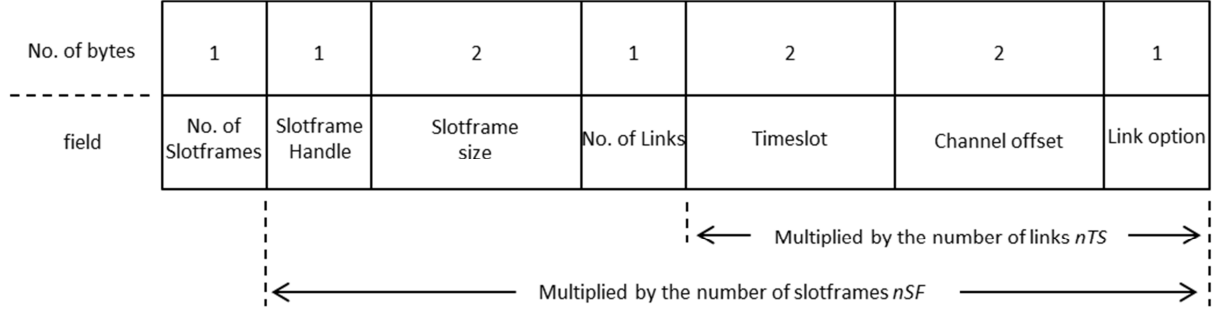 No. of bytes 1 1 2 1 2 2 1
field No. of Slotframes Slotframe Handle Slotframe size No. of Links Timeslot Channel offset Link option
Multiplied by the number of links nTS
Multiplied by the number of slotframes nSF